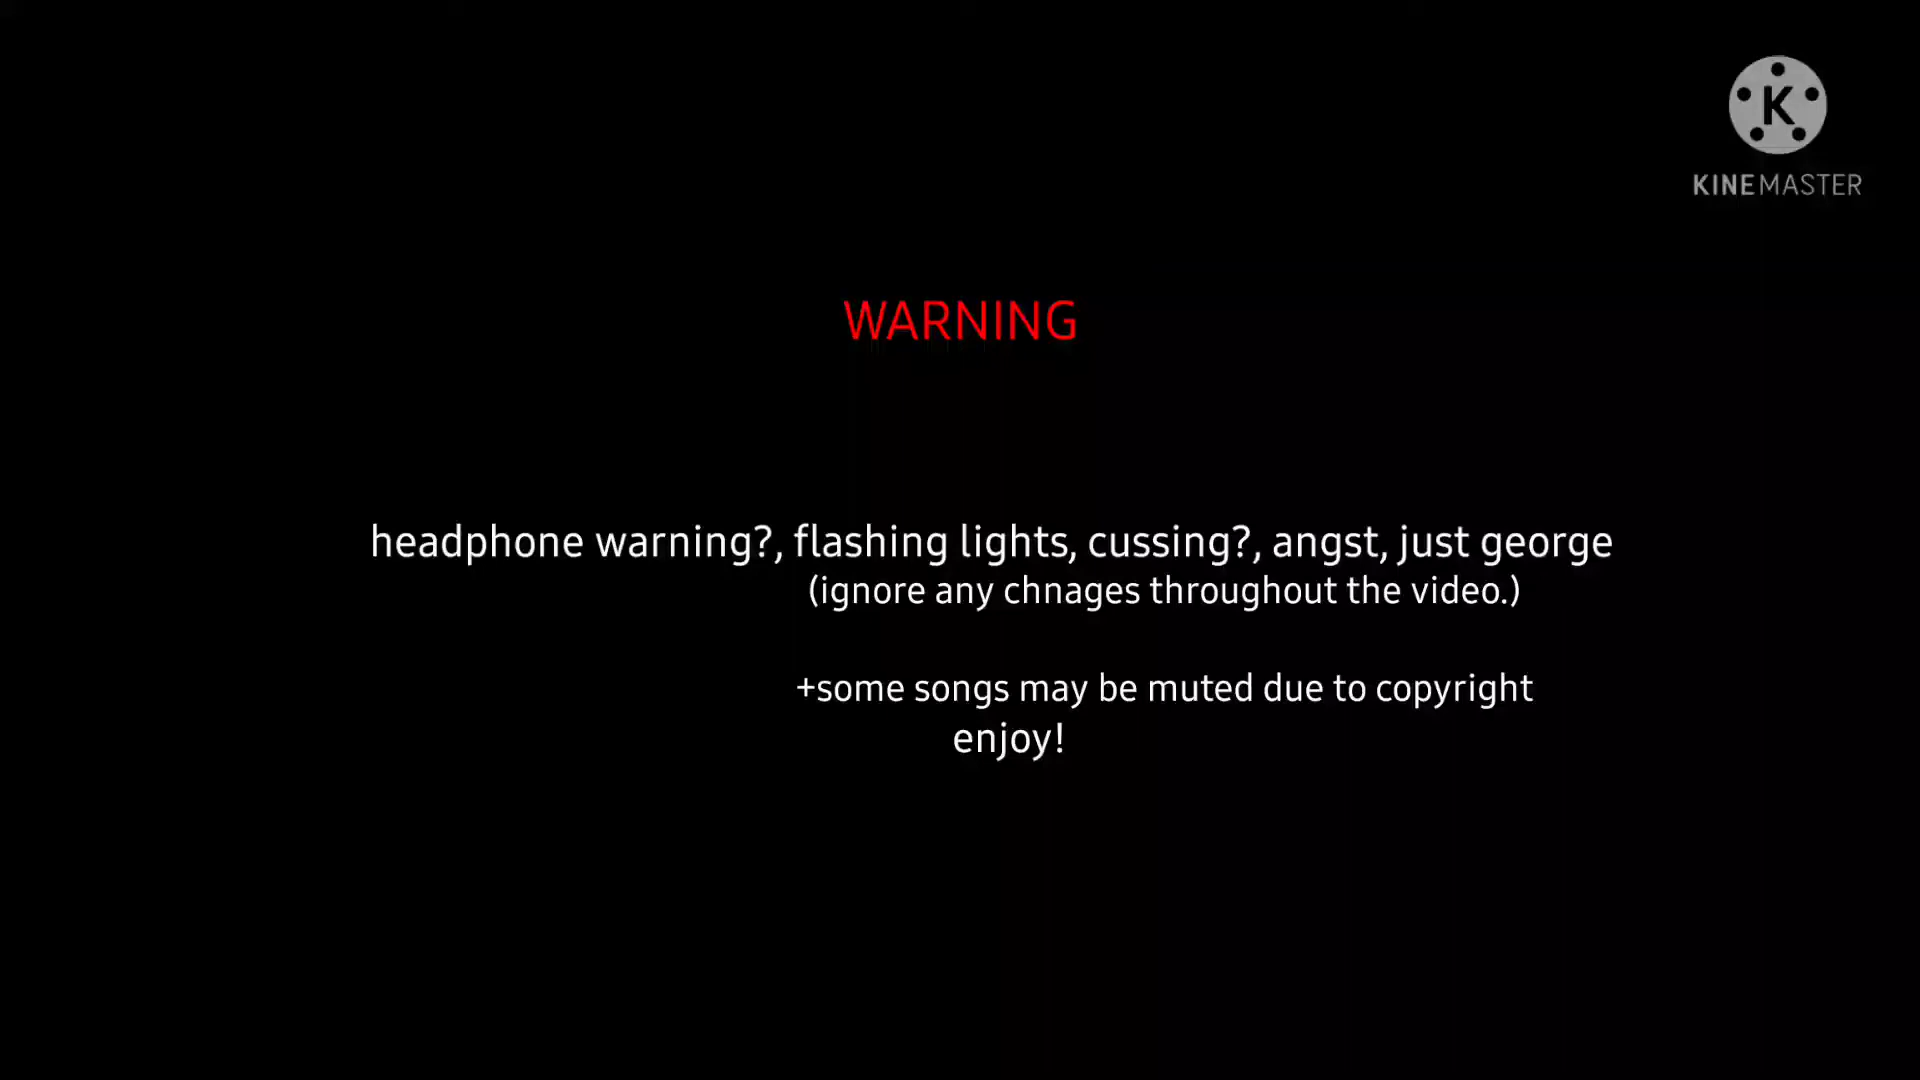 K
KINEMASTER
WARNING
headphone warning?, flashing lights, cussing?, angst, just george
(ignore any chnages throughout the video.)
+some songs may be muted due to copyright
enjoy!